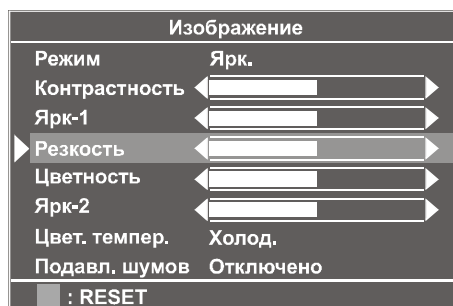 Изображение
Режим Ярк.
Контрастность
Ярк-1
Резкость
Цветность
Ярк-2
Цвет. темпер. Холод.
Подавл. шумов Отключено
: RESET